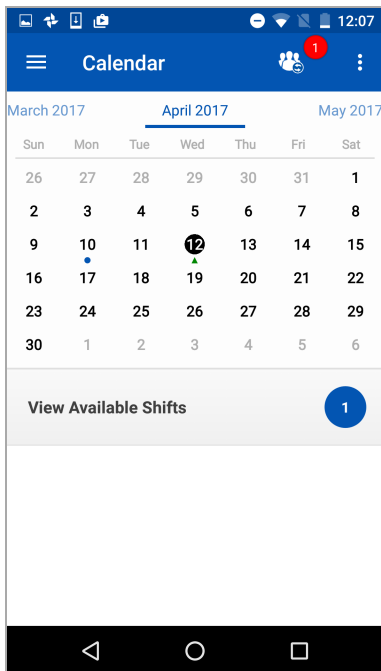 12:07
Calendar
1
March 2017 April 2017 May 2017
Sun Mon Tue Wed Thu Fri Sat
26 27 28 29 30 31 1
2 3 4 5 6 7 8
9 10 11 12 13 14 15
16 17 18 19 20 21 22
23 24 25 26 27 28 29
30 1 2 3 4 5 6
View Available Shifts 1